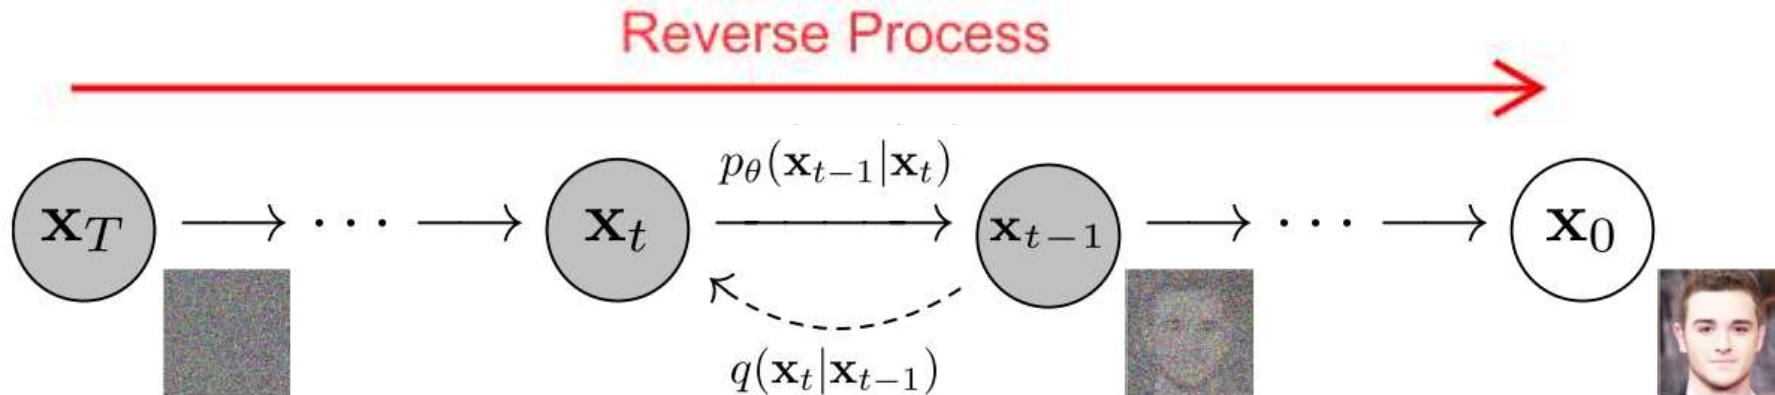 Reverse Process
p_θ(x_{t−1}|x_t)
x_T → ··· → x_t → x_{t−1} → ··· → x_0
q(x_t|x_{t−1})